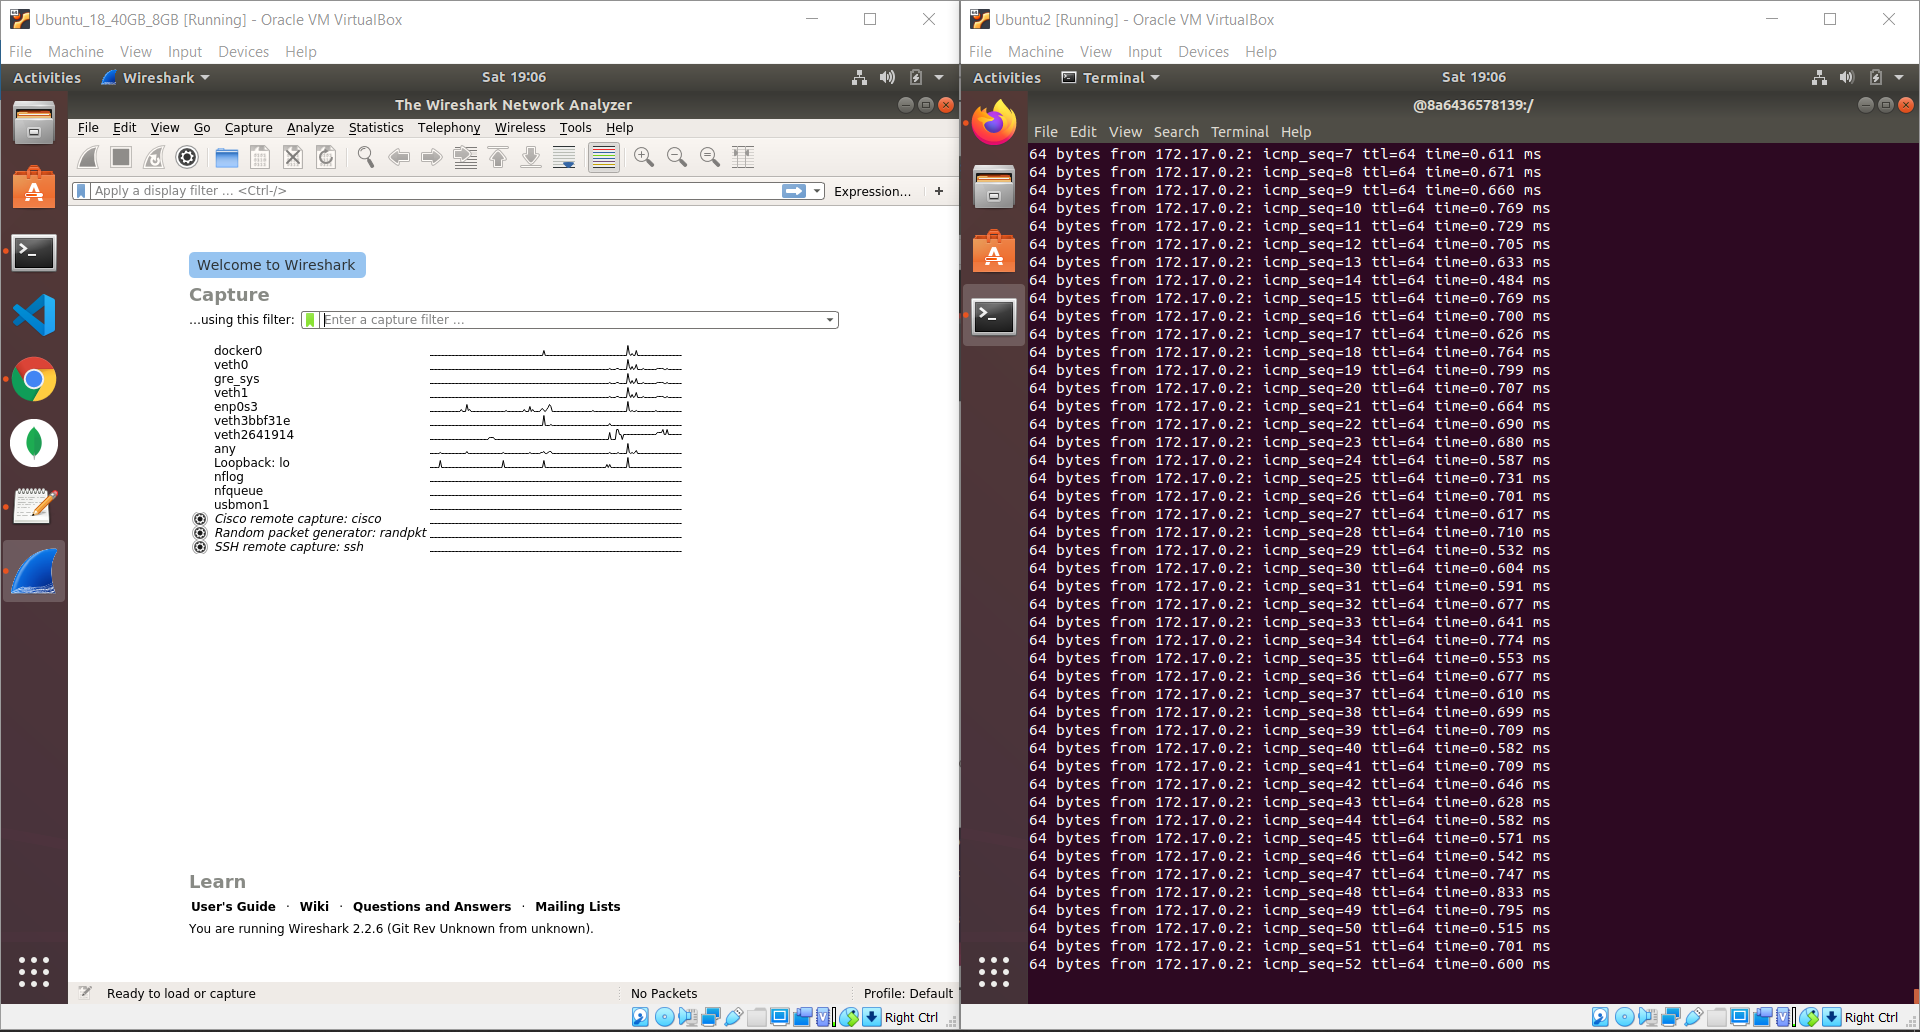 Ubuntu_18_40GB_8GB [Running] - Oracle VM VirtualBox
File Machine View Input Devices Help
Activities Wireshark Sat 19:06
The Wireshark Network Analyzer
File Edit View Go Capture Analyze Statistics Telephony Wireless Tools Help
Apply a display filter ... <Ctrl-/> Expression... +
Welcome to Wireshark
Capture
...using this filter: Enter a capture filter ...
docker0
veth0
gre_sys
veth1
enp0s3
veth3bbf31e
veth2641914
any
Loopback: lo
nflog
nfqueue
usbmon1
Cisco remote capture: cisco
Random packet generator: randpkt
SSH remote capture: ssh
Learn
User's Guide · Wiki · Questions and Answers · Mailing Lists
You are running Wireshark 2.2.6 (Git Rev Unknown from unknown).
Ready to load or capture No Packets Profile: Default
Right Ctrl
Ubuntu2 [Running] - Oracle VM VirtualBox
File Machine View Input Devices Help
Activities Terminal Sat 19:06
@8a6436578139:/
File Edit View Search Terminal Help
64 bytes from 172.17.0.2: icmp_seq=7 ttl=64 time=0.611 ms
64 bytes from 172.17.0.2: icmp_seq=8 ttl=64 time=0.671 ms
64 bytes from 172.17.0.2: icmp_seq=9 ttl=64 time=0.660 ms
64 bytes from 172.17.0.2: icmp_seq=10 ttl=64 time=0.769 ms
64 bytes from 172.17.0.2: icmp_seq=11 ttl=64 time=0.729 ms
64 bytes from 172.17.0.2: icmp_seq=12 ttl=64 time=0.705 ms
64 bytes from 172.17.0.2: icmp_seq=13 ttl=64 time=0.633 ms
64 bytes from 172.17.0.2: icmp_seq=14 ttl=64 time=0.484 ms
64 bytes from 172.17.0.2: icmp_seq=15 ttl=64 time=0.769 ms
64 bytes from 172.17.0.2: icmp_seq=16 ttl=64 time=0.700 ms
64 bytes from 172.17.0.2: icmp_seq=17 ttl=64 time=0.626 ms
64 bytes from 172.17.0.2: icmp_seq=18 ttl=64 time=0.764 ms
64 bytes from 172.17.0.2: icmp_seq=19 ttl=64 time=0.799 ms
64 bytes from 172.17.0.2: icmp_seq=20 ttl=64 time=0.707 ms
64 bytes from 172.17.0.2: icmp_seq=21 ttl=64 time=0.664 ms
64 bytes from 172.17.0.2: icmp_seq=22 ttl=64 time=0.690 ms
64 bytes from 172.17.0.2: icmp_seq=23 ttl=64 time=0.680 ms
64 bytes from 172.17.0.2: icmp_seq=24 ttl=64 time=0.587 ms
64 bytes from 172.17.0.2: icmp_seq=25 ttl=64 time=0.731 ms
64 bytes from 172.17.0.2: icmp_seq=26 ttl=64 time=0.701 ms
64 bytes from 172.17.0.2: icmp_seq=27 ttl=64 time=0.617 ms
64 bytes from 172.17.0.2: icmp_seq=28 ttl=64 time=0.710 ms
64 bytes from 172.17.0.2: icmp_seq=29 ttl=64 time=0.532 ms
64 bytes from 172.17.0.2: icmp_seq=30 ttl=64 time=0.604 ms
64 bytes from 172.17.0.2: icmp_seq=31 ttl=64 time=0.591 ms
64 bytes from 172.17.0.2: icmp_seq=32 ttl=64 time=0.677 ms
64 bytes from 172.17.0.2: icmp_seq=33 ttl=64 time=0.641 ms
64 bytes from 172.17.0.2: icmp_seq=34 ttl=64 time=0.774 ms
64 bytes from 172.17.0.2: icmp_seq=35 ttl=64 time=0.553 ms
64 bytes from 172.17.0.2: icmp_seq=36 ttl=64 time=0.677 ms
64 bytes from 172.17.0.2: icmp_seq=37 ttl=64 time=0.610 ms
64 bytes from 172.17.0.2: icmp_seq=38 ttl=64 time=0.699 ms
64 bytes from 172.17.0.2: icmp_seq=39 ttl=64 time=0.709 ms
64 bytes from 172.17.0.2: icmp_seq=40 ttl=64 time=0.582 ms
64 bytes from 172.17.0.2: icmp_seq=41 ttl=64 time=0.709 ms
64 bytes from 172.17.0.2: icmp_seq=42 ttl=64 time=0.646 ms
64 bytes from 172.17.0.2: icmp_seq=43 ttl=64 time=0.628 ms
64 bytes from 172.17.0.2: icmp_seq=44 ttl=64 time=0.582 ms
64 bytes from 172.17.0.2: icmp_seq=45 ttl=64 time=0.571 ms
64 bytes from 172.17.0.2: icmp_seq=46 ttl=64 time=0.542 ms
64 bytes from 172.17.0.2: icmp_seq=47 ttl=64 time=0.747 ms
64 bytes from 172.17.0.2: icmp_seq=48 ttl=64 time=0.833 ms
64 bytes from 172.17.0.2: icmp_seq=49 ttl=64 time=0.795 ms
64 bytes from 172.17.0.2: icmp_seq=50 ttl=64 time=0.515 ms
64 bytes from 172.17.0.2: icmp_seq=51 ttl=64 time=0.701 ms
64 bytes from 172.17.0.2: icmp_seq=52 ttl=64 time=0.600 ms
Right Ctrl